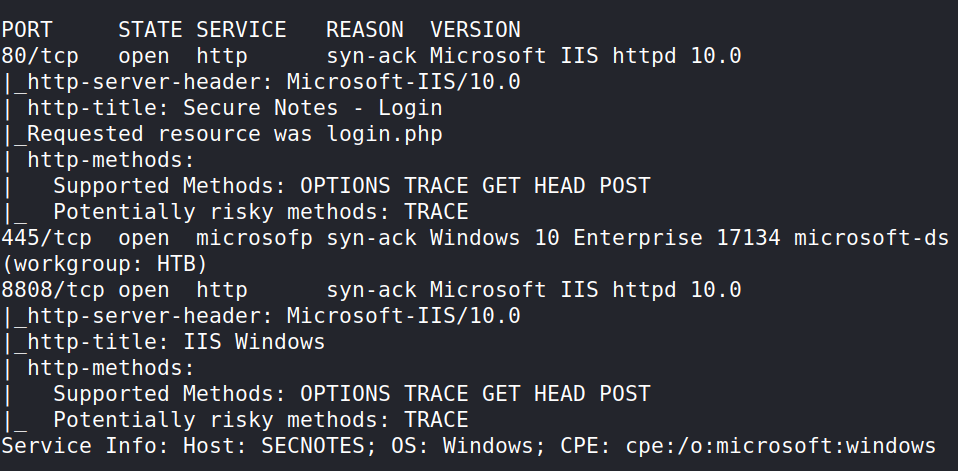 PORT     STATE SERVICE   REASON  VERSION
80/tcp   open  http      syn-ack Microsoft IIS httpd 10.0
|_http-server-header: Microsoft-IIS/10.0
| http-title: Secure Notes - Login
|_Requested resource was login.php
| http-methods:
|   Supported Methods: OPTIONS TRACE GET HEAD POST
|_  Potentially risky methods: TRACE
445/tcp  open  microsofp syn-ack Windows 10 Enterprise 17134 microsoft-ds
(workgroup: HTB)
8808/tcp open  http      syn-ack Microsoft IIS httpd 10.0
|_http-server-header: Microsoft-IIS/10.0
|_http-title: IIS Windows
| http-methods:
|   Supported Methods: OPTIONS TRACE GET HEAD POST
|_  Potentially risky methods: TRACE
Service Info: Host: SECNOTES; OS: Windows; CPE: cpe:/o:microsoft:windows